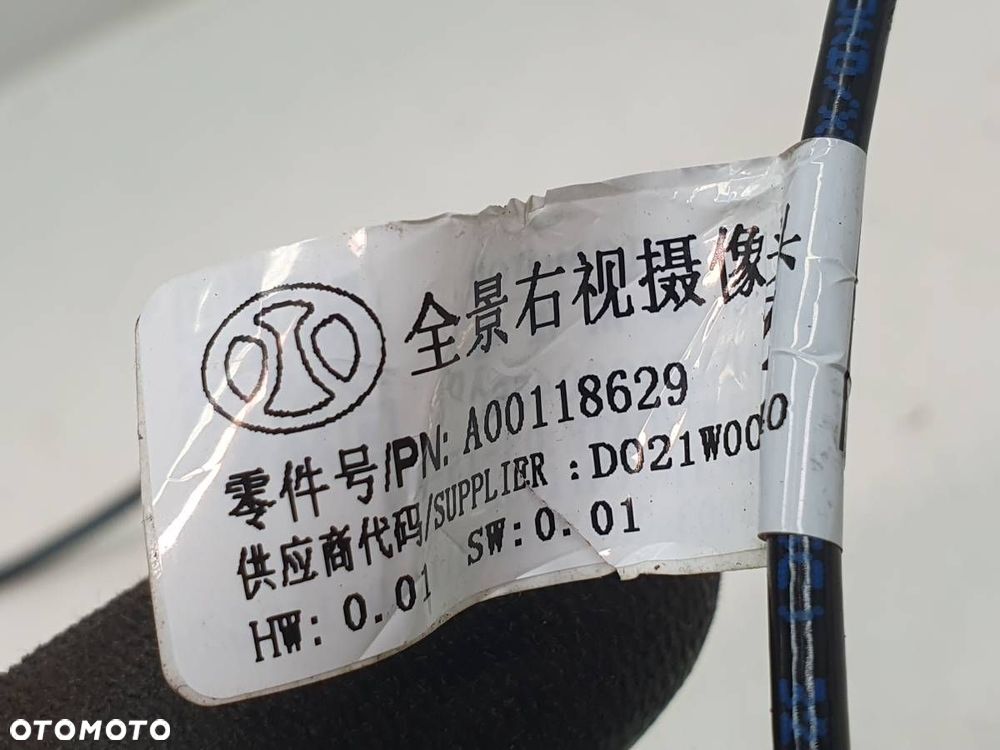 全景右视摄像头
零件号/PN: A00118629
供应商代码/SUPPLIER :D021W00
HW: 0.01 SW:0.01
OTOMOTO